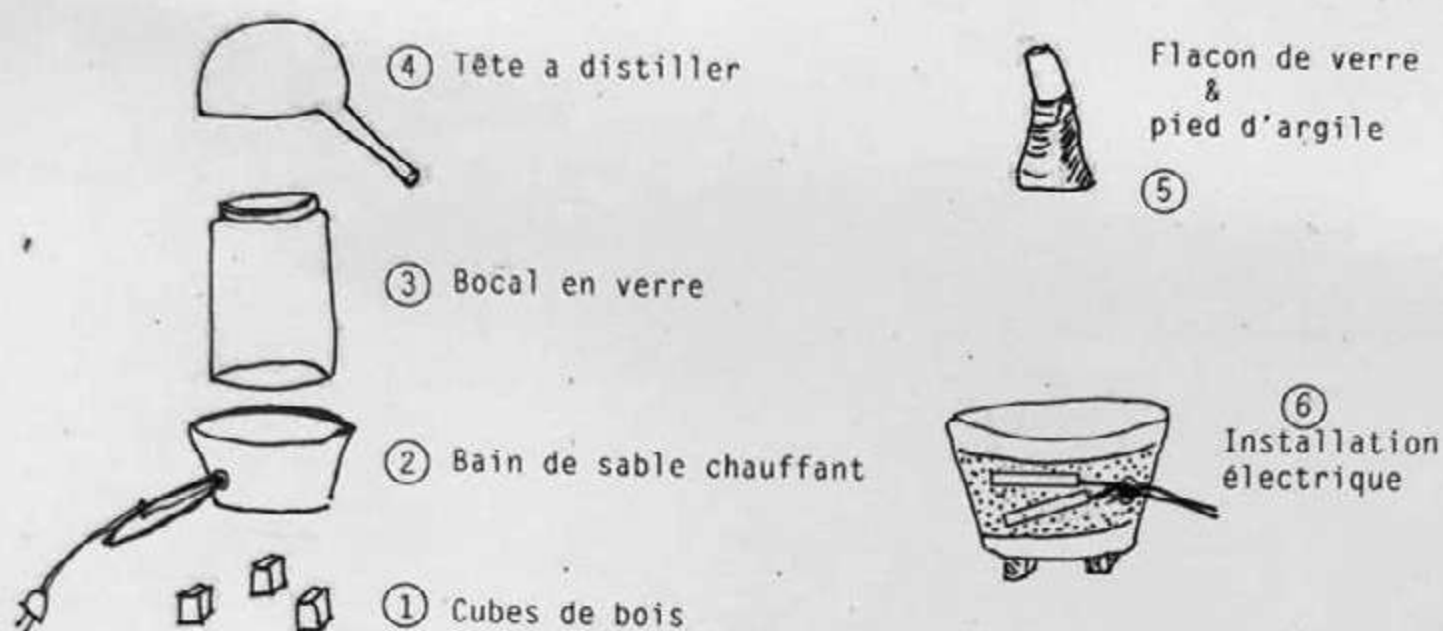 ④ Tête a distiller
③ Bocal en verre
② Bain de sable chauffant
① Cubes de bois
Flacon de verre
&
pied d'argile
⑤
⑥
Installation
électrique